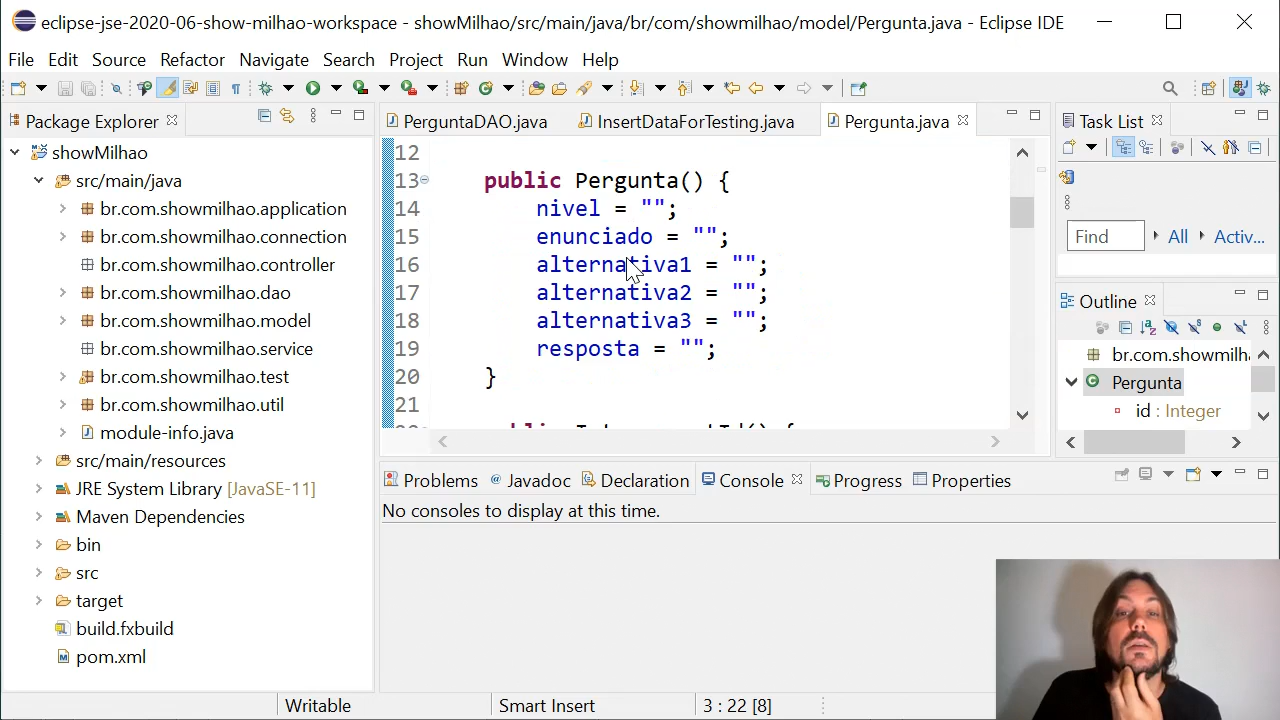 eclipse-jse-2020-06-show-milhao-workspace - showMilhao/src/main/java/br/com/showmilhao/model/Pergunta.java - Eclipse IDE
File Edit Source Refactor Navigate Search Project Run Window Help
Package Explorer
showMilhao
src/main/java
br.com.showmilhao.application
br.com.showmilhao.connection
br.com.showmilhao.controller
br.com.showmilhao.dao
br.com.showmilhao.model
br.com.showmilhao.service
br.com.showmilhao.test
br.com.showmilhao.util
module-info.java
src/main/resources
JRE System Library [JavaSE-11]
Maven Dependencies
bin
src
target
build.fxbuild
pom.xml
PerguntaDAO.java InsertDataForTesting.java Pergunta.java
12
13 public Pergunta() {
14 nivel = "";
15 enunciado = "";
16 alternativa1 = "";
17 alternativa2 = "";
18 alternativa3 = "";
19 resposta = "";
20 }
21
Task List
Find All Activ...
Outline
br.com.showmilh
Pergunta
id : Integer
Problems Javadoc Declaration Console Progress Properties
No consoles to display at this time.
Writable Smart Insert 3 : 22 [8]